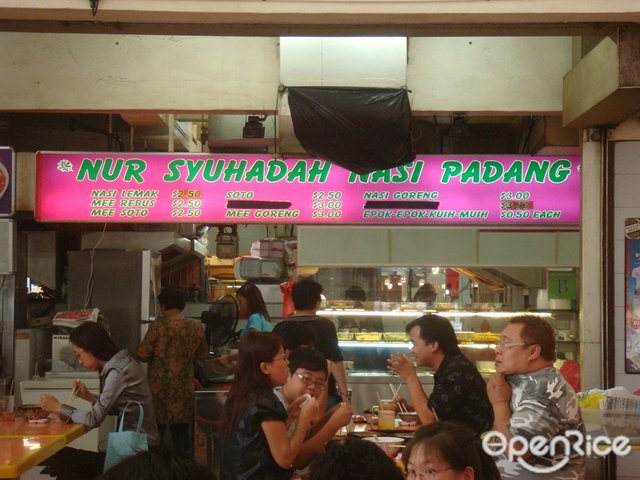 NUR SYUHADAH NASI PADANG
NASI LEMAK $2.50 SOTO $2.50 NASI GORENG $3.00
MEE REBUS $2.50 $3.00
MEE SOTO $2.50 MEE GORENG $3.00 EPOK-EPOK KUIH-MUIH $0.50 EACH
B
OPENRICE